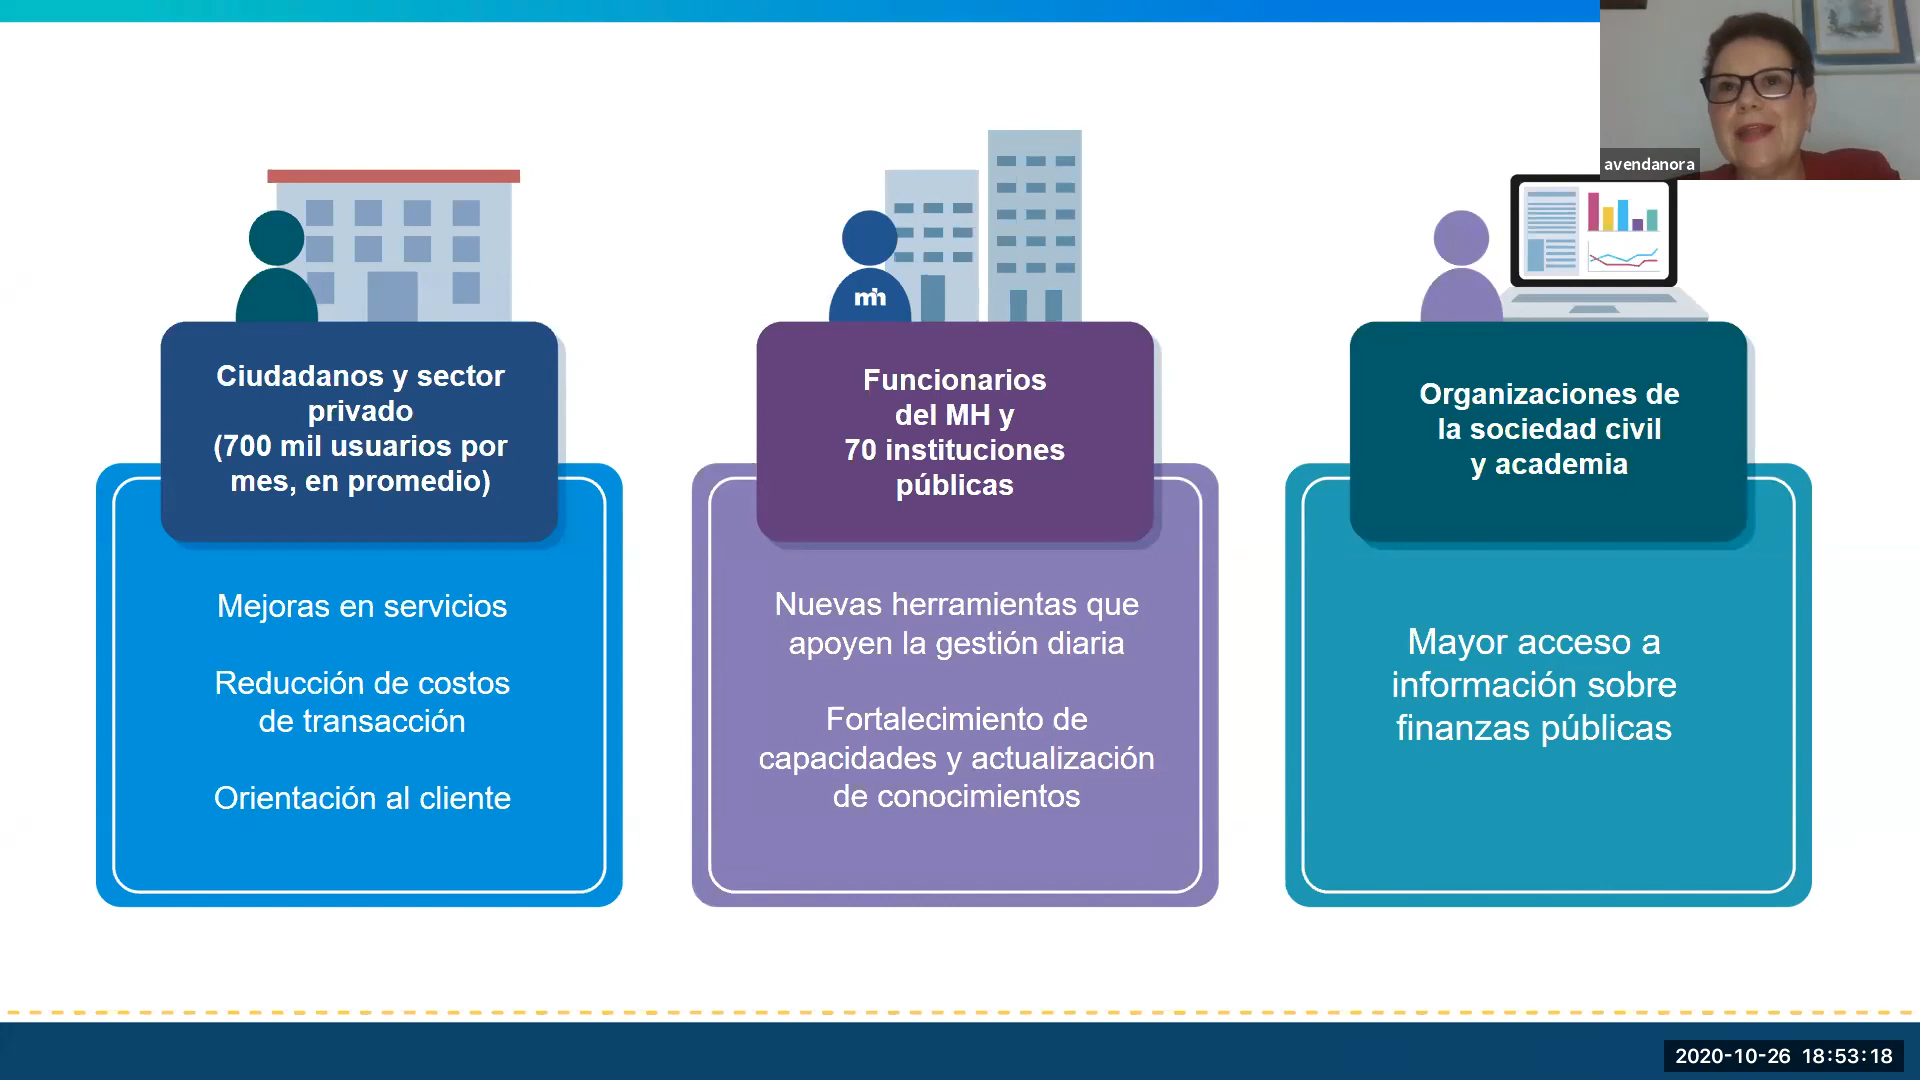 avendanora
mh
Ciudadanos y sector
privado
(700 mil usuarios por
mes, en promedio)
Mejoras en servicios
Reducción de costos
de transacción
Orientación al cliente
Funcionarios
del MH y
70 instituciones
públicas
Nuevas herramientas que
apoyen la gestión diaria
Fortalecimiento de
capacidades y actualización
de conocimientos
Organizaciones de
la sociedad civil
y academia
Mayor acceso a
información sobre
finanzas públicas
2020-10-26 18:53:18